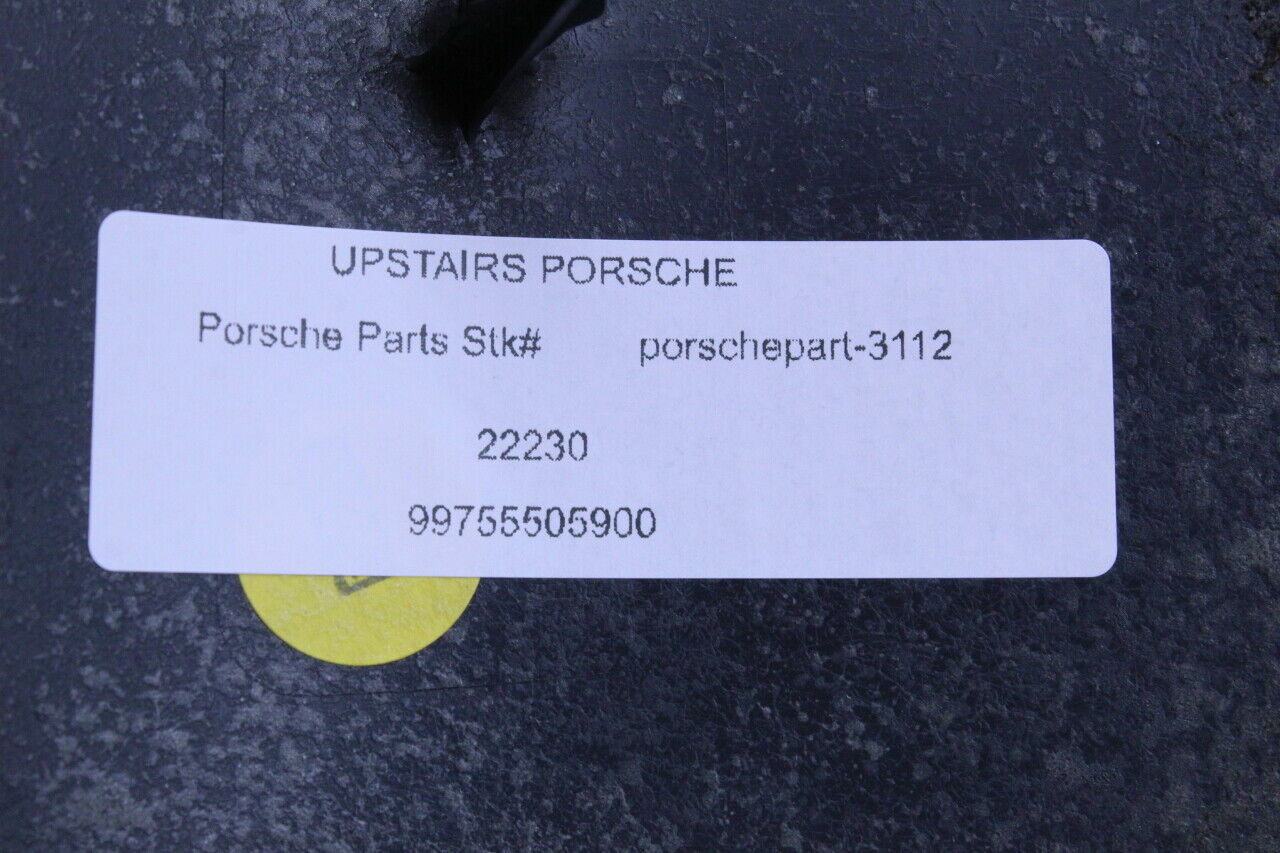 UPSTAIRS PORSCHE
Porsche Parts Stk# porschepart-3112
22230
99755505900